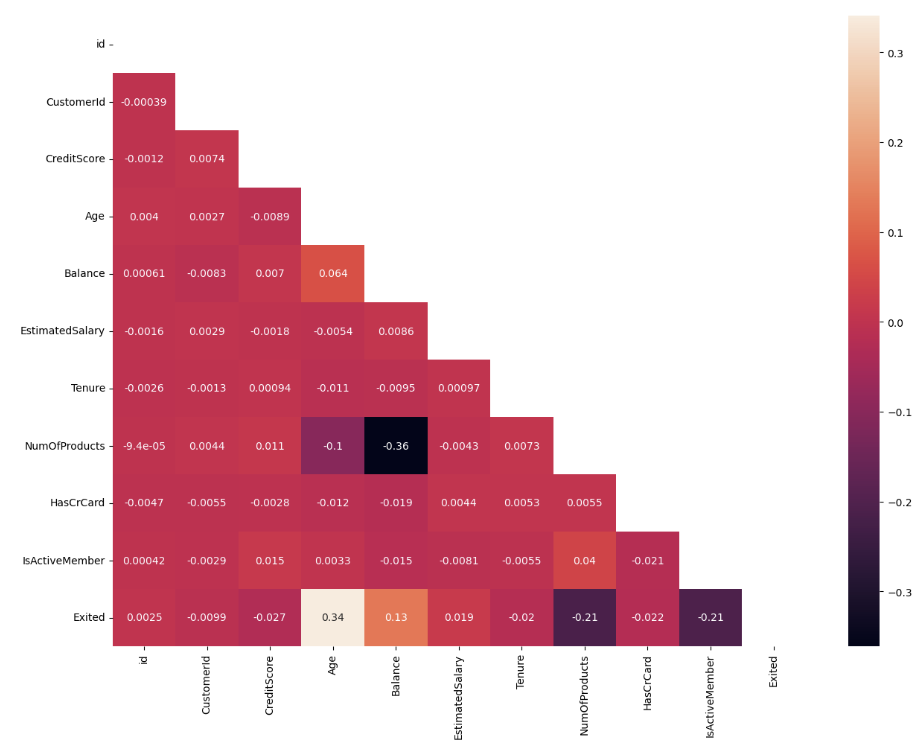 id
CustomerId -0.00039
CreditScore -0.0012 0.0074
Age 0.004 0.0027 -0.0089
Balance 0.00061 -0.0083 0.007 0.064
EstimatedSalary -0.0016 0.0029 -0.0018 -0.0054 0.0086
Tenure -0.0026 -0.0013 0.00094 -0.011 -0.0095 0.00097
NumOfProducts -9.4e-05 0.0044 0.011 -0.1 -0.36 -0.0043 0.0073
HasCrCard -0.0047 -0.0055 -0.0028 -0.012 -0.019 0.0044 0.0053 0.0055
IsActiveMember 0.00042 -0.0029 0.015 0.0033 -0.015 -0.0081 -0.0055 0.04 -0.021
Exited 0.0025 -0.0099 -0.027 0.34 0.13 0.019 -0.02 -0.21 -0.022 -0.21
id CustomerId CreditScore Age Balance EstimatedSalary Tenure NumOfProducts HasCrCard IsActiveMember Exited
0.3
0.2
0.1
0.0
−0.1
−0.2
−0.3